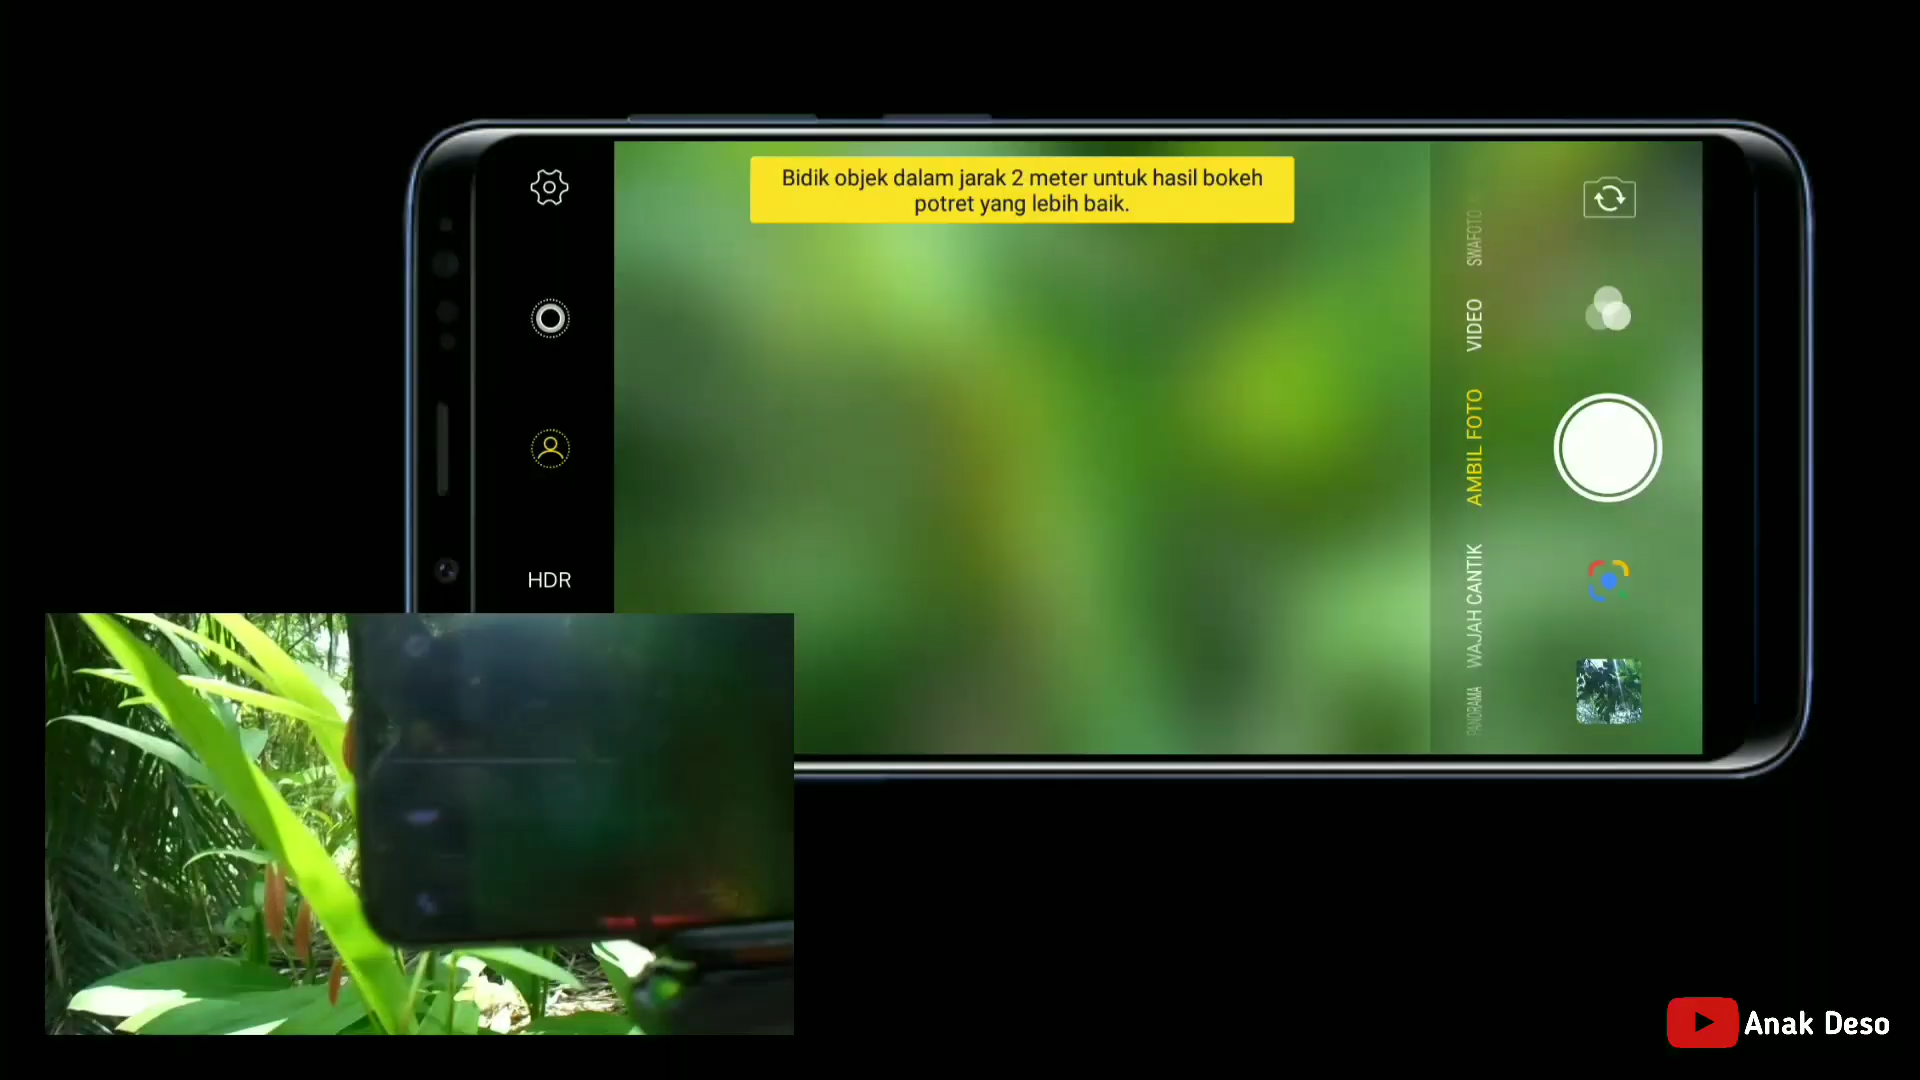 Bidik objek dalam jarak 2 meter untuk hasil bokeh
potret yang lebih baik.
HDR
SWAFOTO
VIDEO
AMBIL FOTO
WAJAH CANTIK
PANORAMA
Anak Deso